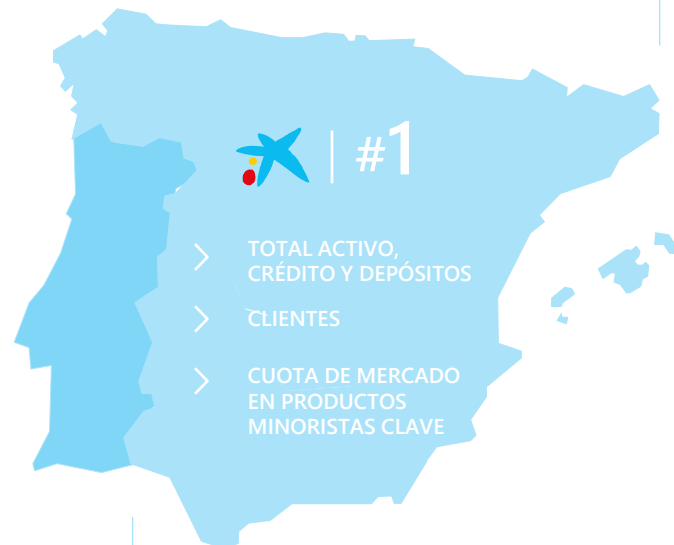 #1
TOTAL ACTIVO,
CRÉDITO Y DEPÓSITOS
CLIENTES
CUOTA DE MERCADO
EN PRODUCTOS
MINORISTAS CLAVE